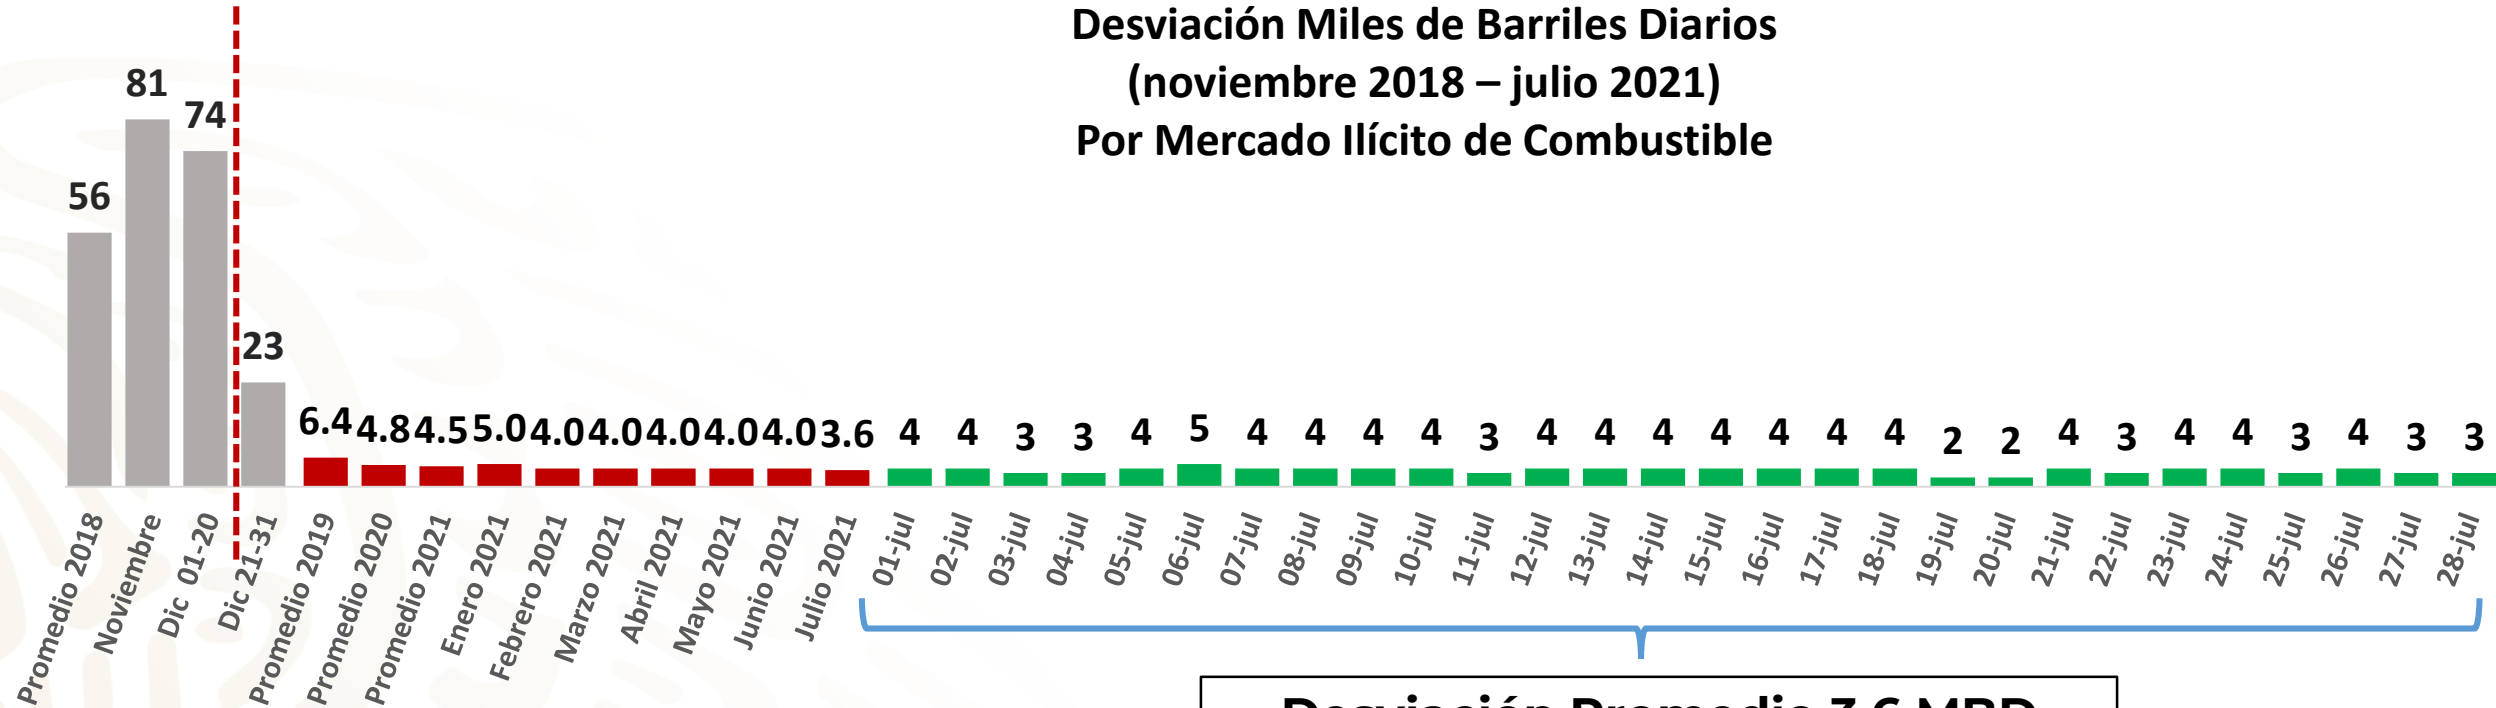 Desviación Miles de Barriles Diarios
(noviembre 2018 – julio 2021)
Por Mercado Ilícito de Combustible
56
81
74
23
6.4
4.8
4.5
5.0
4.0
4.0
4.0
4.0
4.0
3.6
4
4
3
3
4
5
4
4
4
4
3
4
4
4
4
4
4
4
2
2
4
3
4
4
3
4
3
3
Promedio 2018
Noviembre
Dic 01-20
Dic 21-31
Promedio 2019
Promedio 2020
Promedio 2021
Enero 2021
Febrero 2021
Marzo 2021
Abril 2021
Mayo 2021
Junio 2021
Julio 2021
01-jul
02-jul
03-jul
04-jul
05-jul
06-jul
07-jul
08-jul
09-jul
10-jul
11-jul
12-jul
13-jul
14-jul
15-jul
16-jul
17-jul
18-jul
19-jul
20-jul
21-jul
22-jul
23-jul
24-jul
25-jul
26-jul
27-jul
28-jul
Desviación Promedio 3.6 MBD